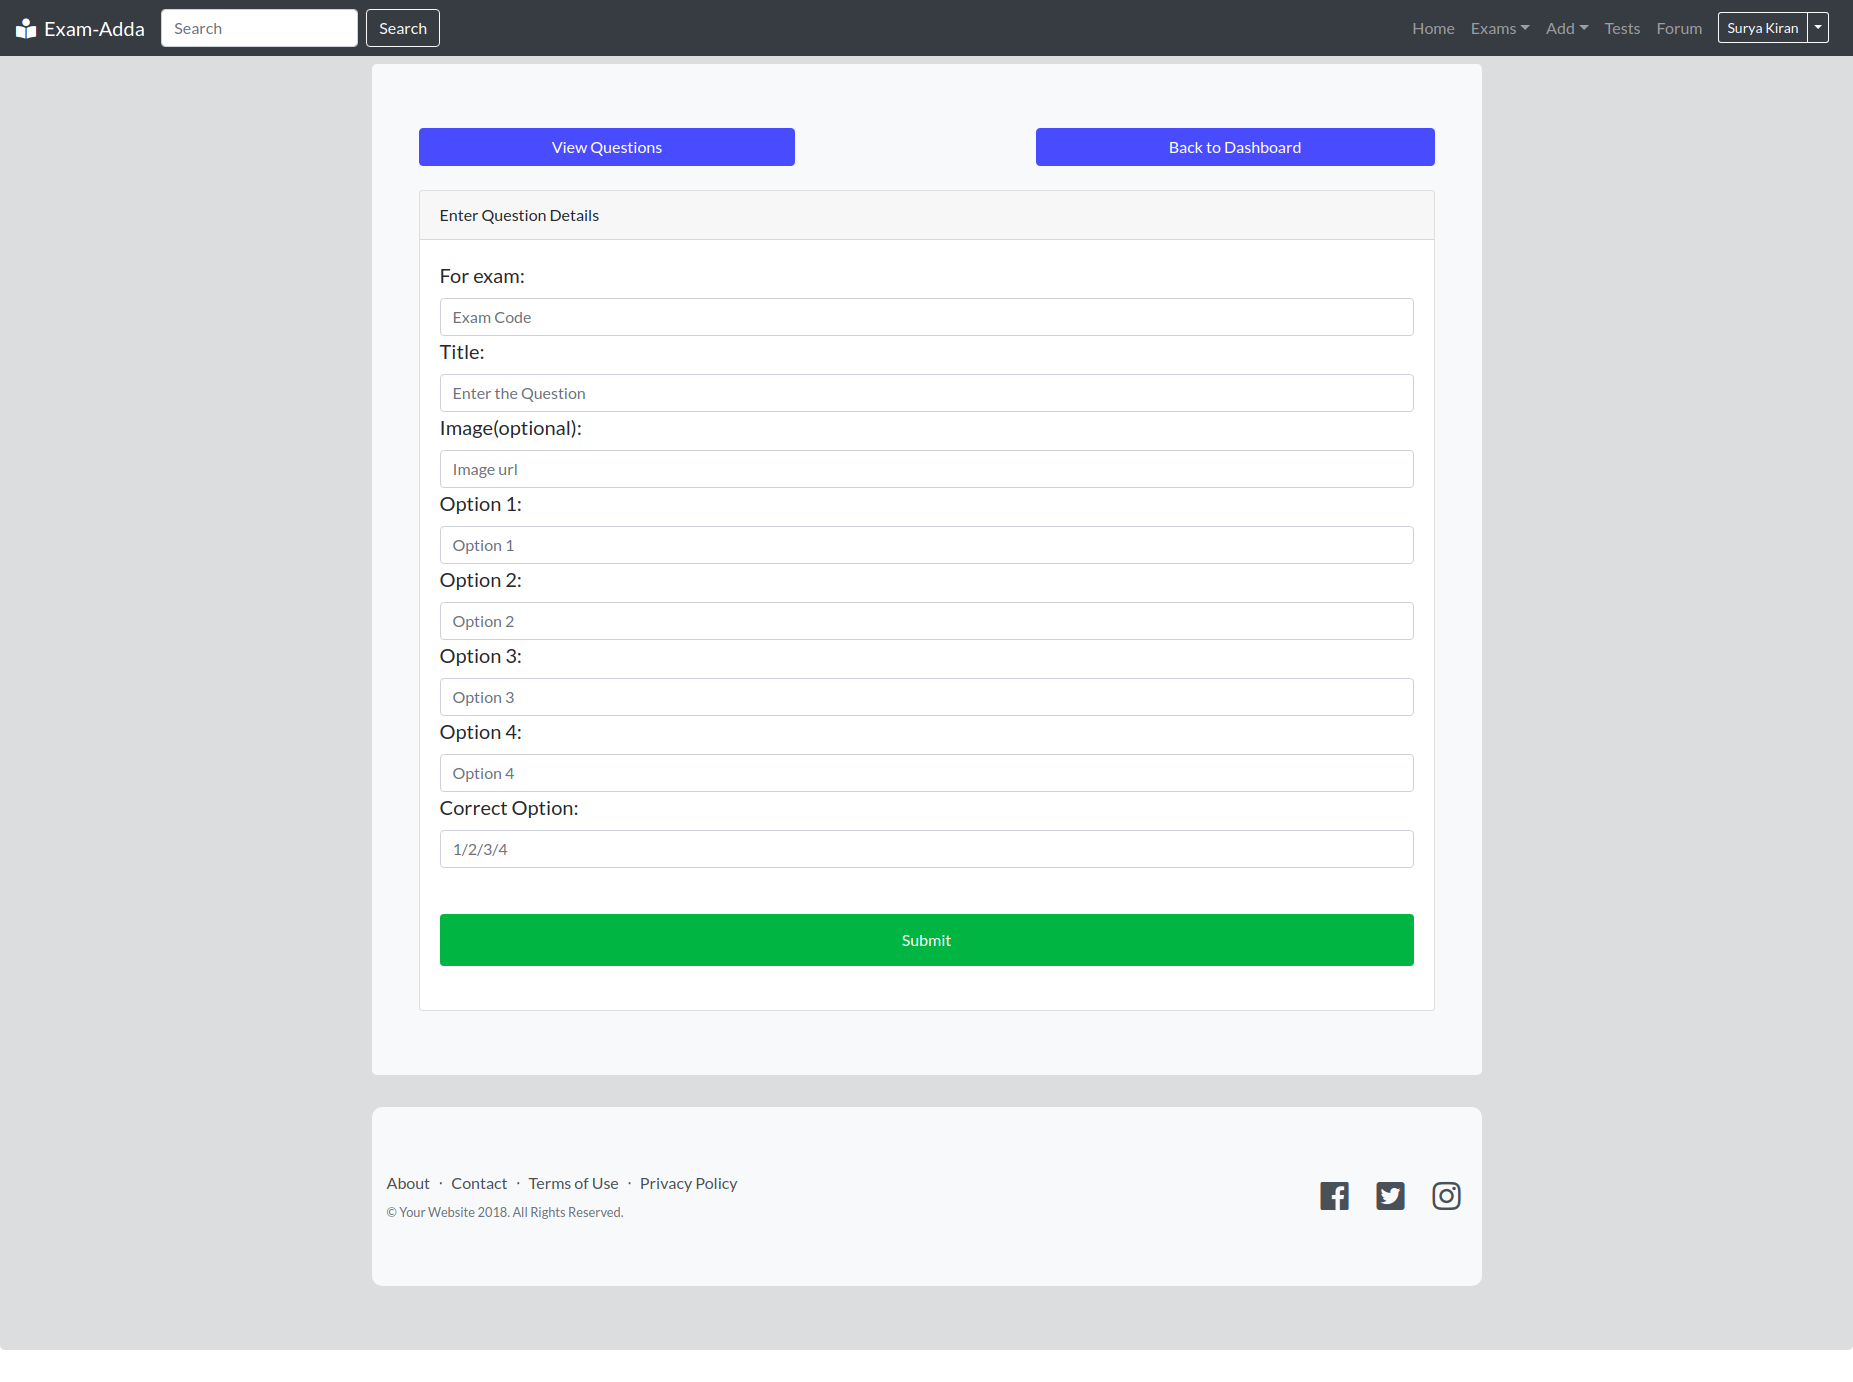 Exam-Adda Search Search Home Exams Add Tests Forum Surya Kiran
View Questions Back to Dashboard
Enter Question Details
For exam:
Exam Code
Title:
Enter the Question
Image(optional):
Image url
Option 1:
Option 1
Option 2:
Option 2
Option 3:
Option 3
Option 4:
Option 4
Correct Option:
1/2/3/4
Submit
About · Contact · Terms of Use · Privacy Policy
© Your Website 2018. All Rights Reserved.